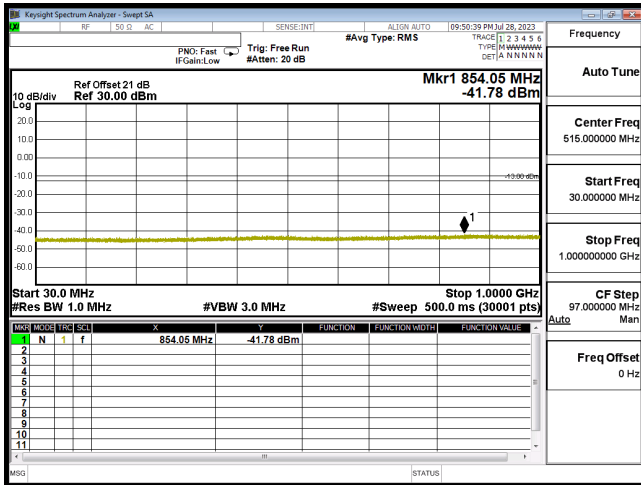 Keysight Spectrum Analyzer - Swept SA
RF 50 Ω AC SENSE:INT ALIGN AUTO 09:50:39 PM Jul 28, 2023
#Avg Type: RMS TRACE 1 2 3 4 5 6
PNO: Fast Trig: Free Run TYPE M WWWWW
IFGain:Low #Atten: 20 dB DET A N N N N N
Ref Offset 21 dB Mkr1 854.05 MHz
10 dB/div Ref 30.00 dBm -41.78 dBm
Log
20.0
10.0
0.00
-10.0 -13.00 dBm
-20.0
-30.0
-40.0 1
-50.0
-60.0
Start 30.0 MHz Stop 1.0000 GHz
#Res BW 1.0 MHz #VBW 3.0 MHz #Sweep 500.0 ms (30001 pts)
MKR MODE TRC SCL X Y FUNCTION FUNCTION WIDTH FUNCTION VALUE
1 N 1 f 854.05 MHz -41.78 dBm
2
3
4
5
6
7
8
9
10
11
MSG STATUS
Frequency
Auto Tune
Center Freq
515.000000 MHz
Start Freq
30.000000 MHz
Stop Freq
1.000000000 GHz
CF Step
97.000000 MHz
Auto Man
Freq Offset
0 Hz